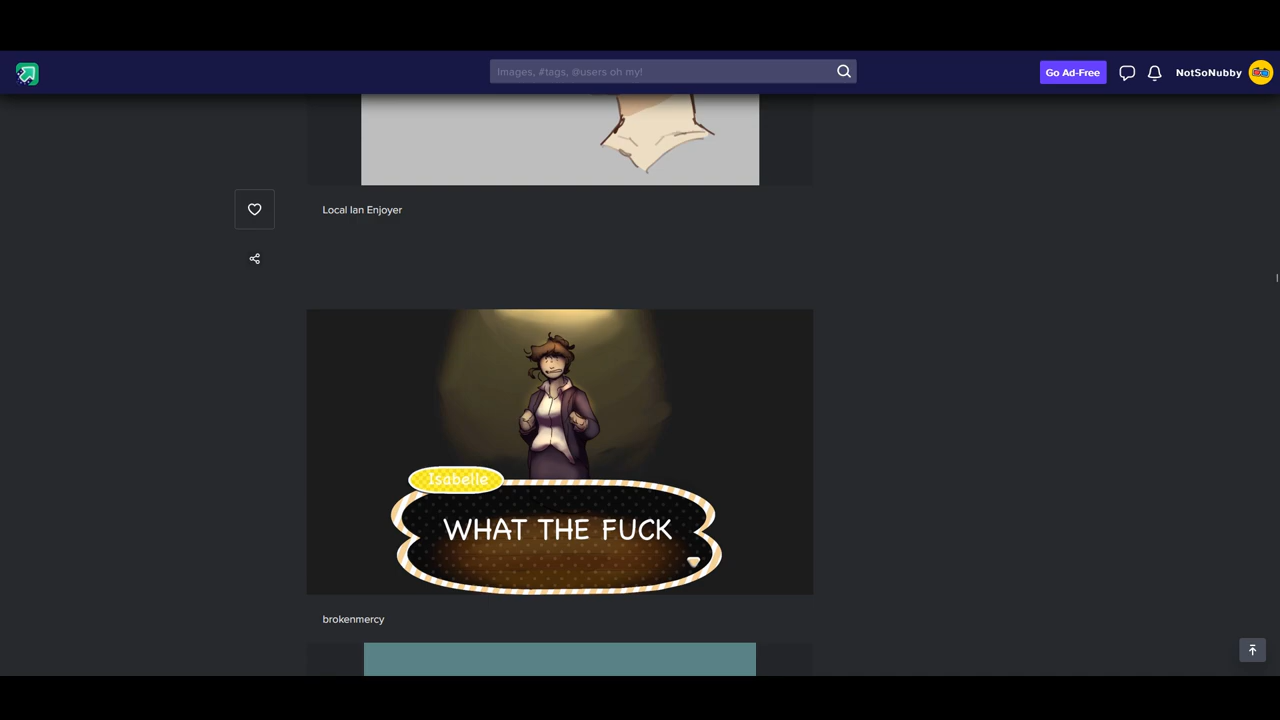 Images, #tags, @users oh my!
Go Ad-Free
NotSoNubby
Local Ian Enjoyer
Isabelle
WHAT THE FUCK
brokenmercy